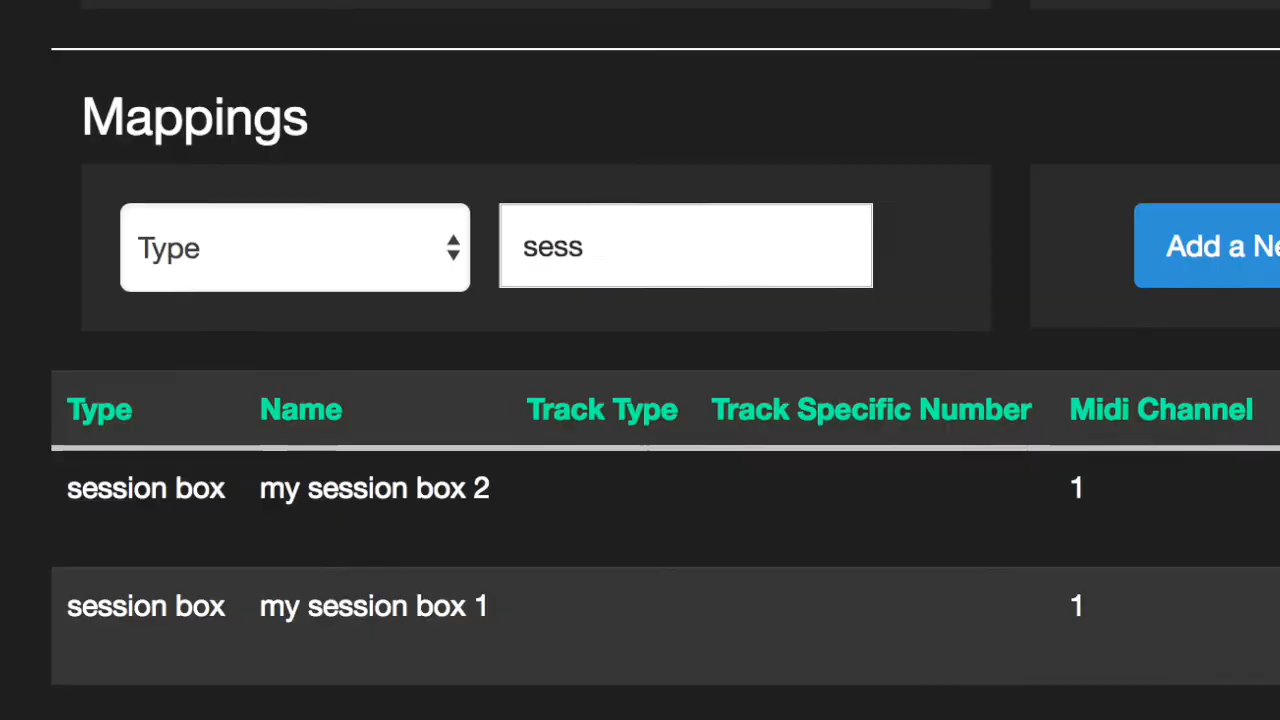 Mappings
Type sess Add a Ne
Type Name Track Type Track Specific Number Midi Channel
session box my session box 2 1
session box my session box 1 1